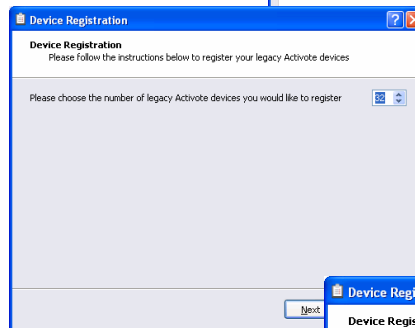 Device Registration
Device Registration
Please follow the instructions below to register your legacy Activote devices
Please choose the number of legacy Activote devices you would like to register 32
Next
Device Regi
Device Regis